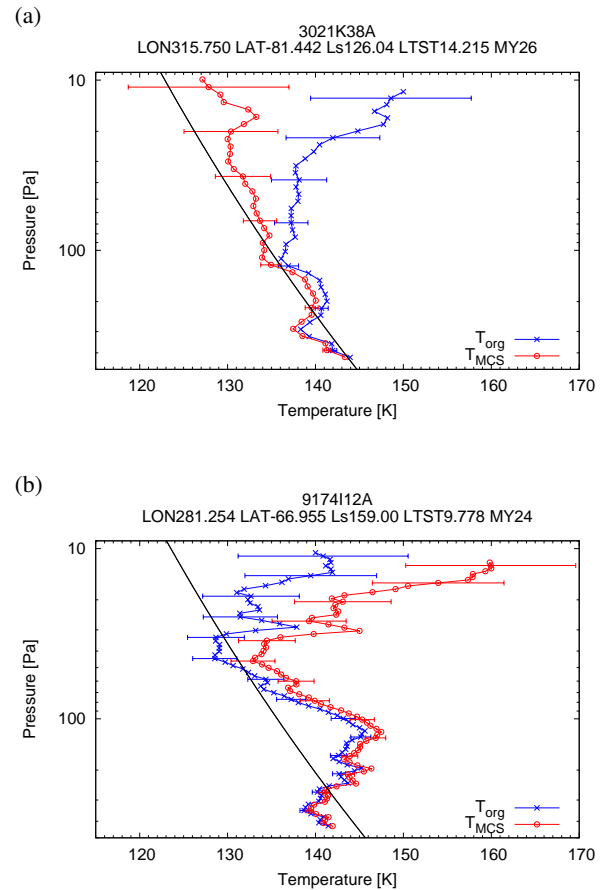 (a)
3021K38A
LON315.750 LAT-81.442 Ls126.04 LTST14.215 MY26
10
100
Pressure [Pa]
T_org
T_MCS
120 130 140 150 160 170
Temperature [K]
(b)
9174I12A
LON281.254 LAT-66.955 Ls159.00 LTST9.778 MY24
10
100
Pressure [Pa]
T_org
T_MCS
120 130 140 150 160 170
Temperature [K]